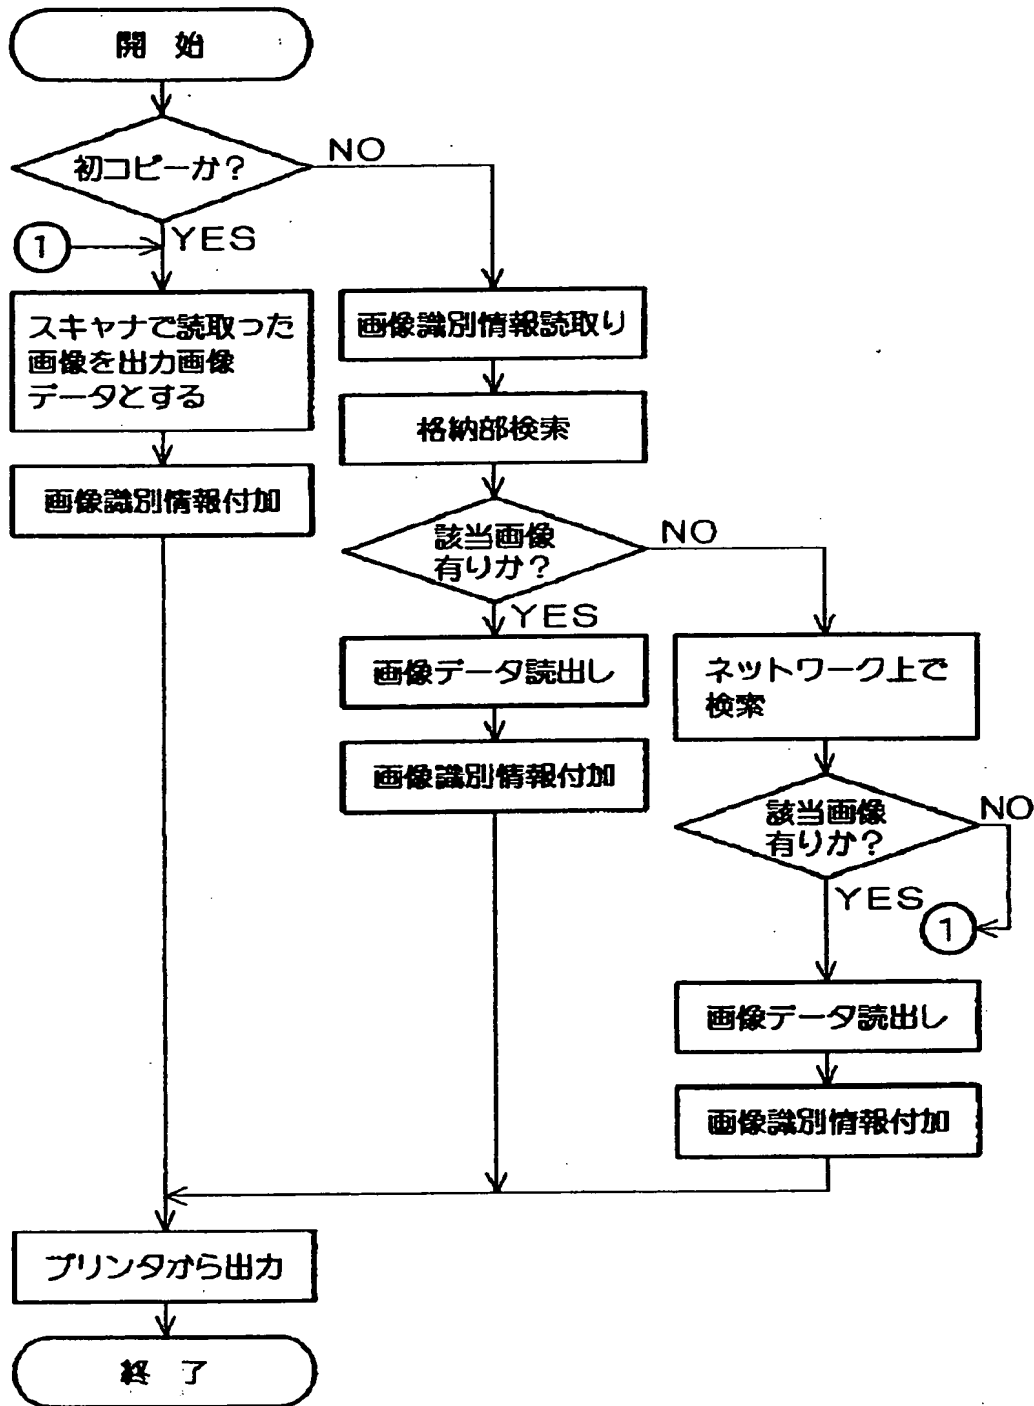 開 始
初コピーか？
NO
YES
1
スキャナで読取った
画像を出力画像
データとする
画像識別情報付加
画像識別情報読取り
格納部検索
該当画像
有りか？
NO
YES
画像データ読出し
画像識別情報付加
ネットワーク上で
検索
該当画像
有りか？
NO
YES
1
画像データ読出し
画像識別情報付加
プリンタから出力
終 了